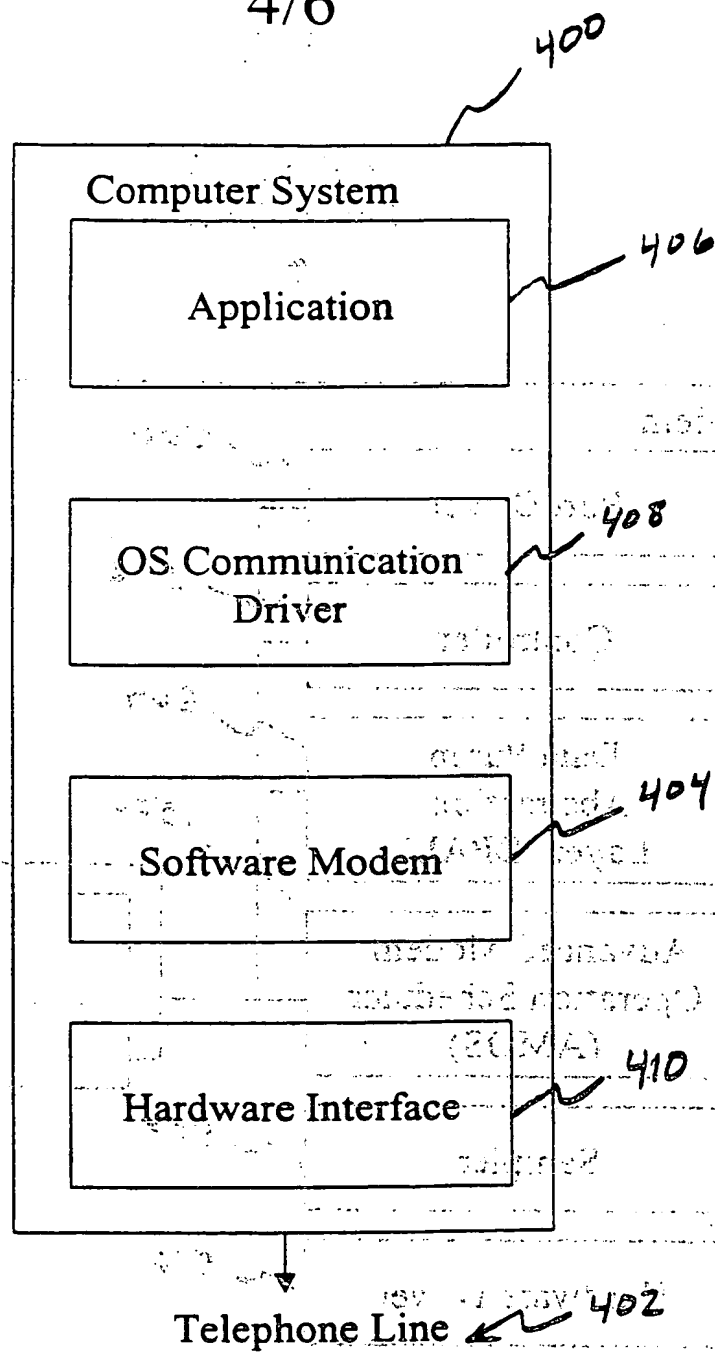 4/6
400
Computer System
Application
406
OS Communication
Driver
408
Software Modem
404
Hardware Interface
410
Telephone Line
402